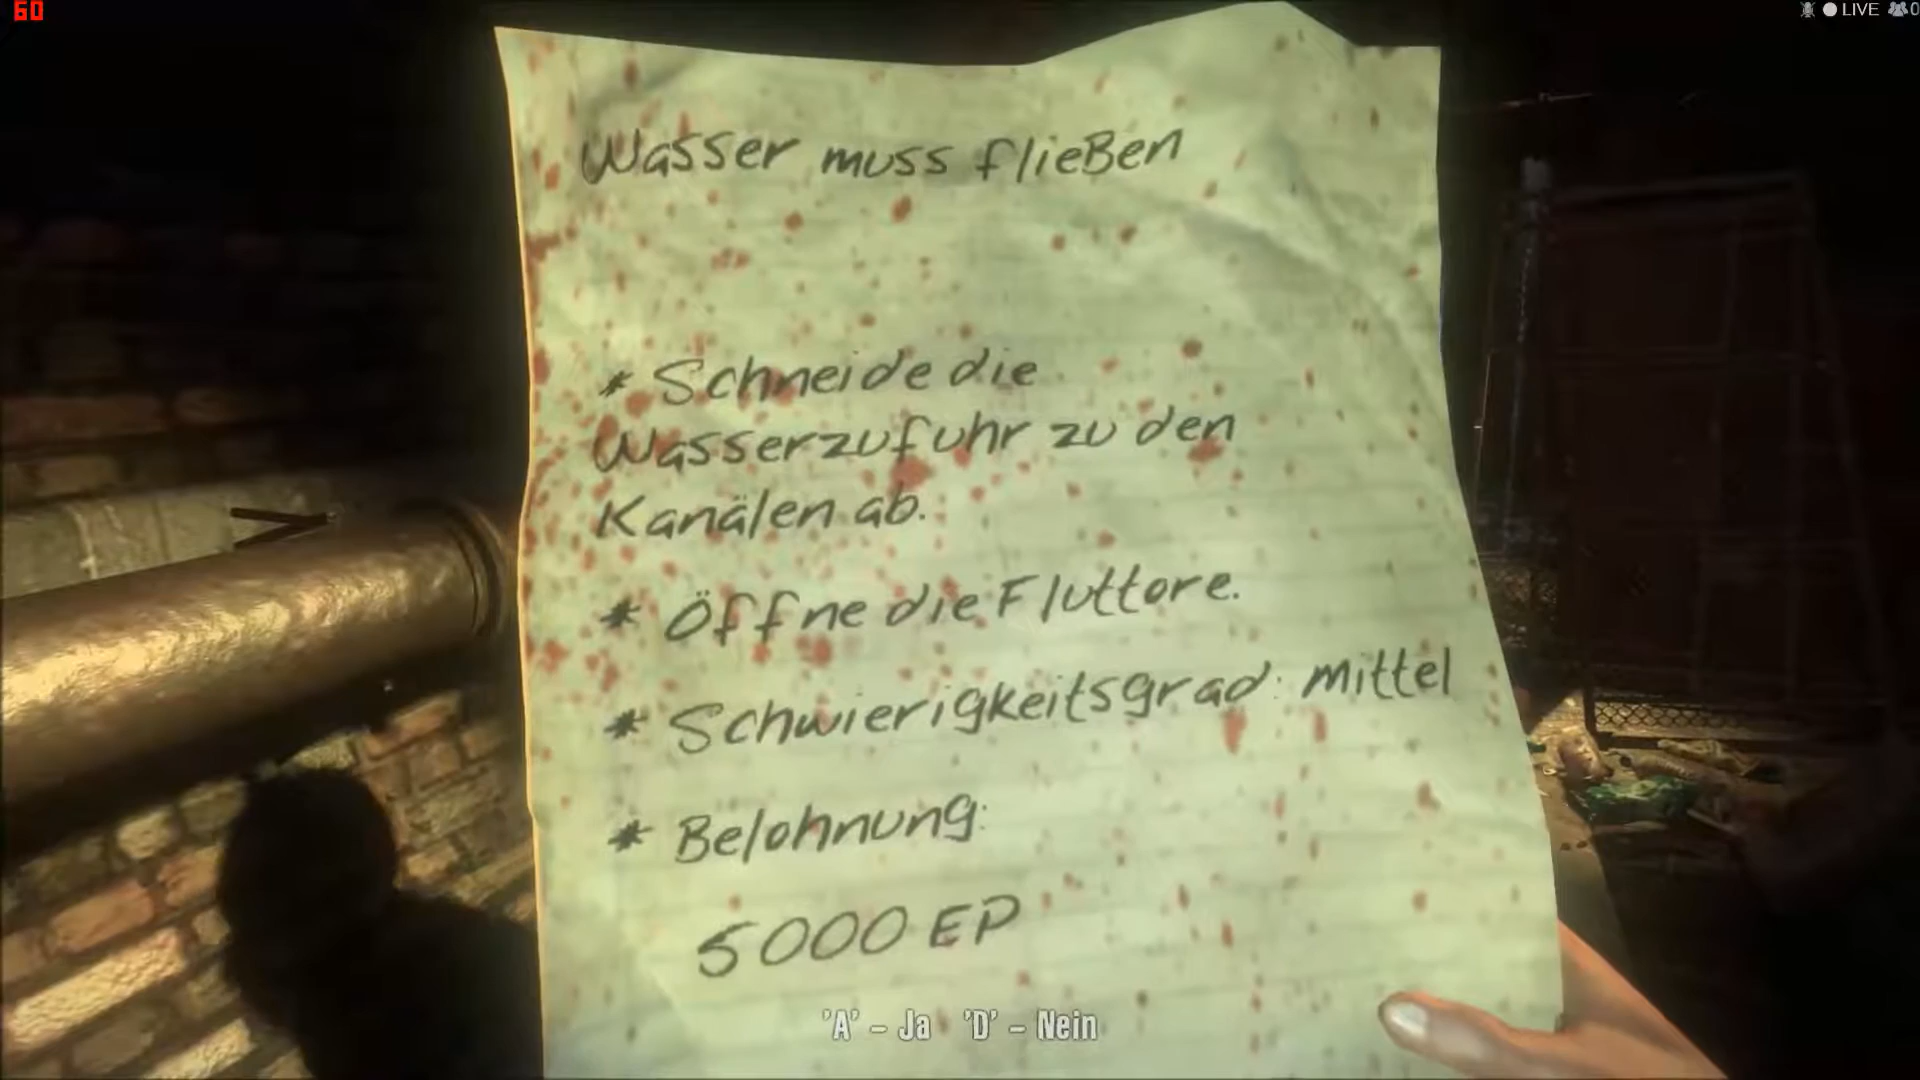 60
LIVE 0
Wasser muss fließen
* Schneide die
Wasserzufuhr zu den
Kanälen ab.
* Öffne die Fluttore.
* Schwierigkeitsgrad: mittel
* Belohnung:
5000 EP
'A' – Ja 'D' – Nein